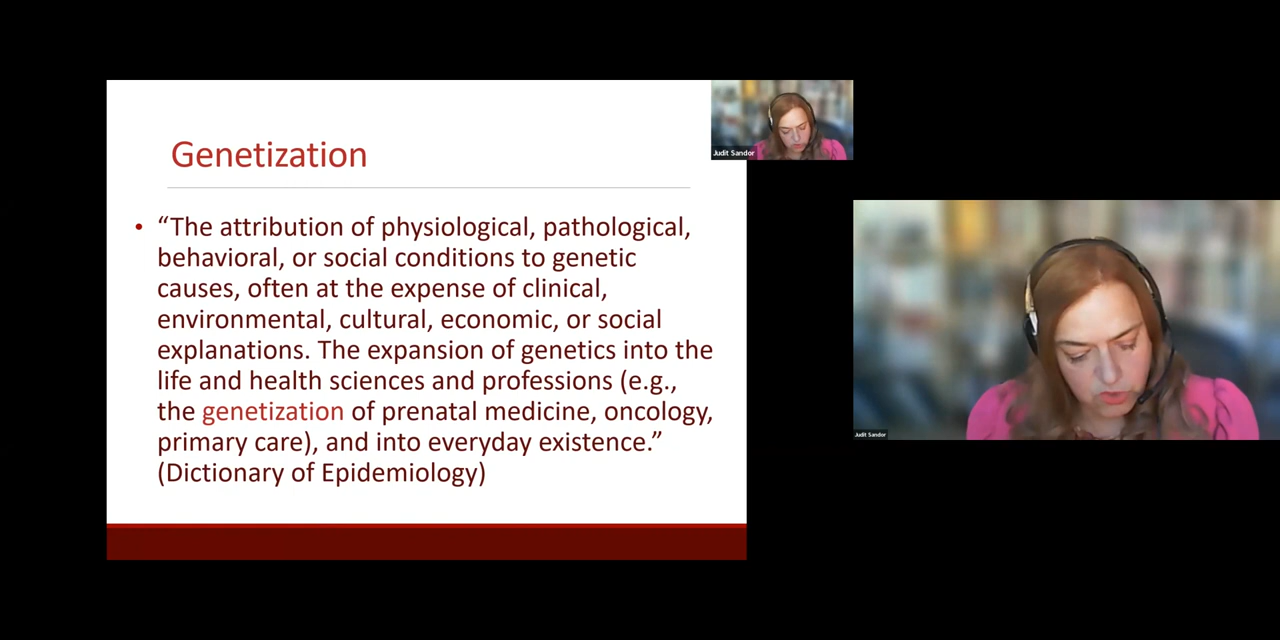 Genetization
• “The attribution of physiological, pathological,
behavioral, or social conditions to genetic
causes, often at the expense of clinical,
environmental, cultural, economic, or social
explanations. The expansion of genetics into the
life and health sciences and professions (e.g.,
the genetization of prenatal medicine, oncology,
primary care), and into everyday existence.”
(Dictionary of Epidemiology)
Judit Sandor
Judit Sandor